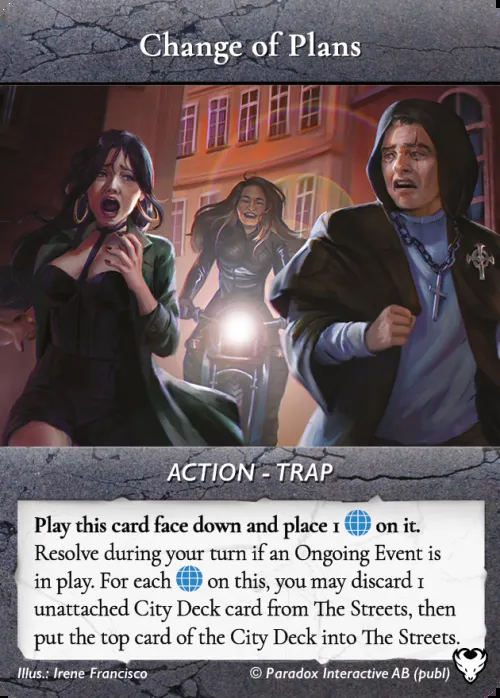 Change of Plans
ACTION - TRAP
Play this card face down and place 1 on it.
Resolve during your turn if an Ongoing Event is
in play. For each on this, you may discard 1
unattached City Deck card from The Streets, then
put the top card of the City Deck into The Streets.
Illus.: Irene Francisco © Paradox Interactive AB (publ)